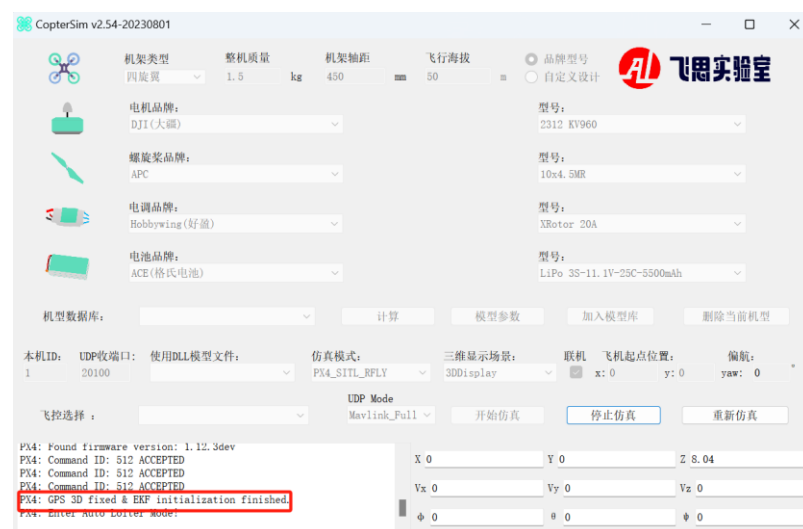 CopterSim v2.54-20230801
机架类型 整机质量 机架轴距 飞行海拔 品牌型号
四旋翼 1.5 kg 450 mm 50 m 自定义设计
飞思实验室
电机品牌: 型号:
DJI(大疆) 2312 KV960
螺旋桨品牌: 型号:
APC 10x4.5MR
电调品牌: 型号:
Hobbywing(好盈) XRotor 20A
电池品牌: 型号:
ACE(格氏电池) LiPo 3S-11.1V-25C-5500mAh
机型数据库: 计算 模型参数 加入模型库 删除当前机型
本机ID: UDP收端口: 使用DLL模型文件: 仿真模式: 三维显示场景: 联机 飞机起点位置: 偏航:
1 20100 PX4_SITL_RFLY 3DDisplay x: 0 y: 0 yaw: 0 °
UDP Mode
飞控选择 : Mavlink_Full 开始仿真 停止仿真 重新仿真
PX4: Found firmware version: 1.12.3dev
PX4: Command ID: 512 ACCEPTED
PX4: Command ID: 512 ACCEPTED
PX4: Command ID: 512 ACCEPTED
PX4: GPS 3D fixed & EKF initialization finished.
PX4: Enter Auto Loiter Mode!
X 0 Y 0 Z 8.04
Vx 0 Vy 0 Vz 0
ϕ 0 θ 0 ψ 0